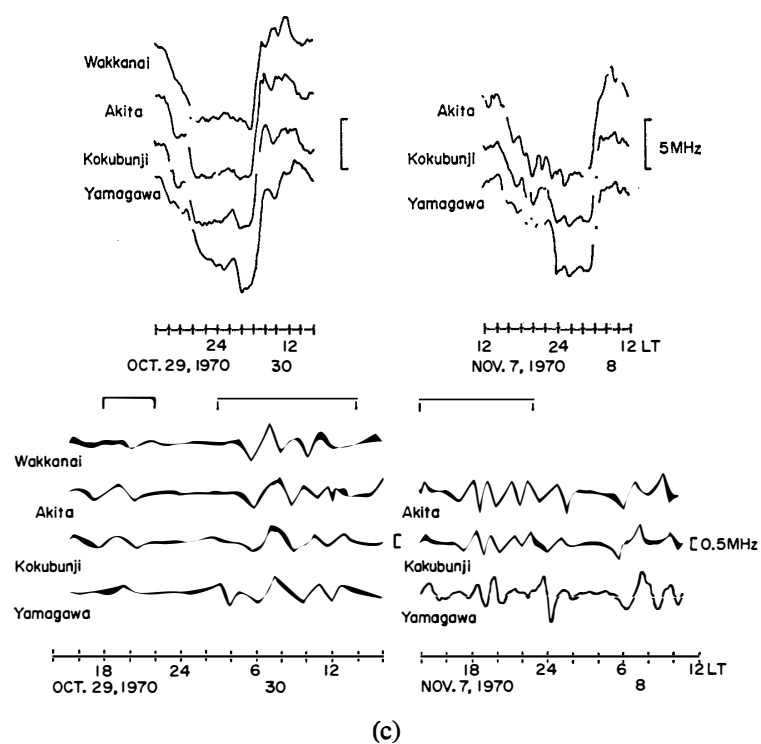 Wakkanai
Akita
Kokubunji
Yamagawa
Akita
Kokubunji
Yamagawa
5 MHz
24 12
OCT. 29, 1970 30
12 24 12 LT
NOV. 7, 1970 8
Wakkanai
Akita
Kokubunji
Yamagawa
Akita
Kakubunji
Yamagawa
0.5MHz
18 24 6 12
OCT. 29, 1970 30
18 24 6 12 LT
NOV. 7, 1970 8
(c)